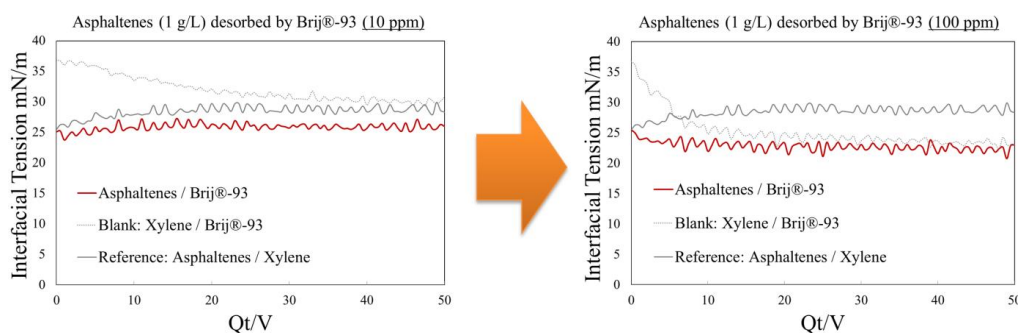 Asphaltenes (1 g/L) desorbed by Brij®-93 (10 ppm)
Interfacial Tension mN/m
40
35
30
25
20
15
10
5
0
Asphaltenes / Brij®-93
Blank: Xylene / Brij®-93
Reference: Asphaltenes / Xylene
0 10 20 30 40 50
Qt/V
Asphaltenes (1 g/L) desorbed by Brij®-93 (100 ppm)
Interfacial Tension mN/m
40
35
30
25
20
15
10
5
0
Asphaltenes / Brij®-93
Blank: Xylene / Brij®-93
Reference: Asphaltenes / Xylene
0 10 20 30 40 50
Qt/V